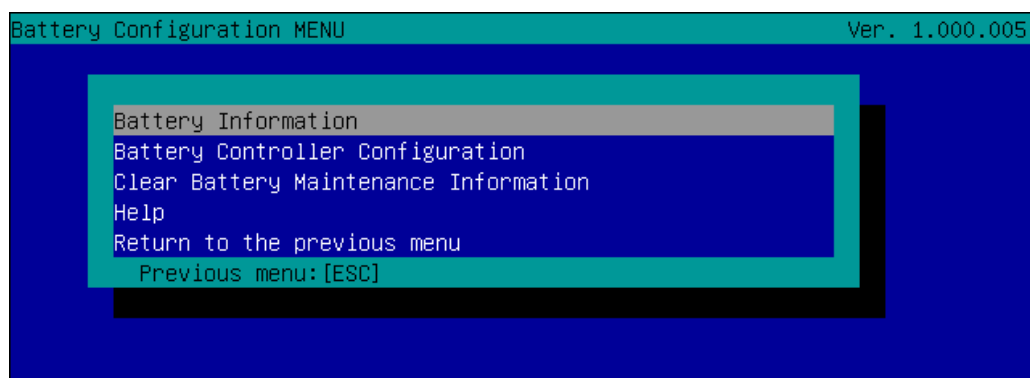 Battery Configuration MENU Ver. 1.000.005
Battery Information
Battery Controller Configuration
Clear Battery Maintenance Information
Help
Return to the previous menu
Previous menu:[ESC]